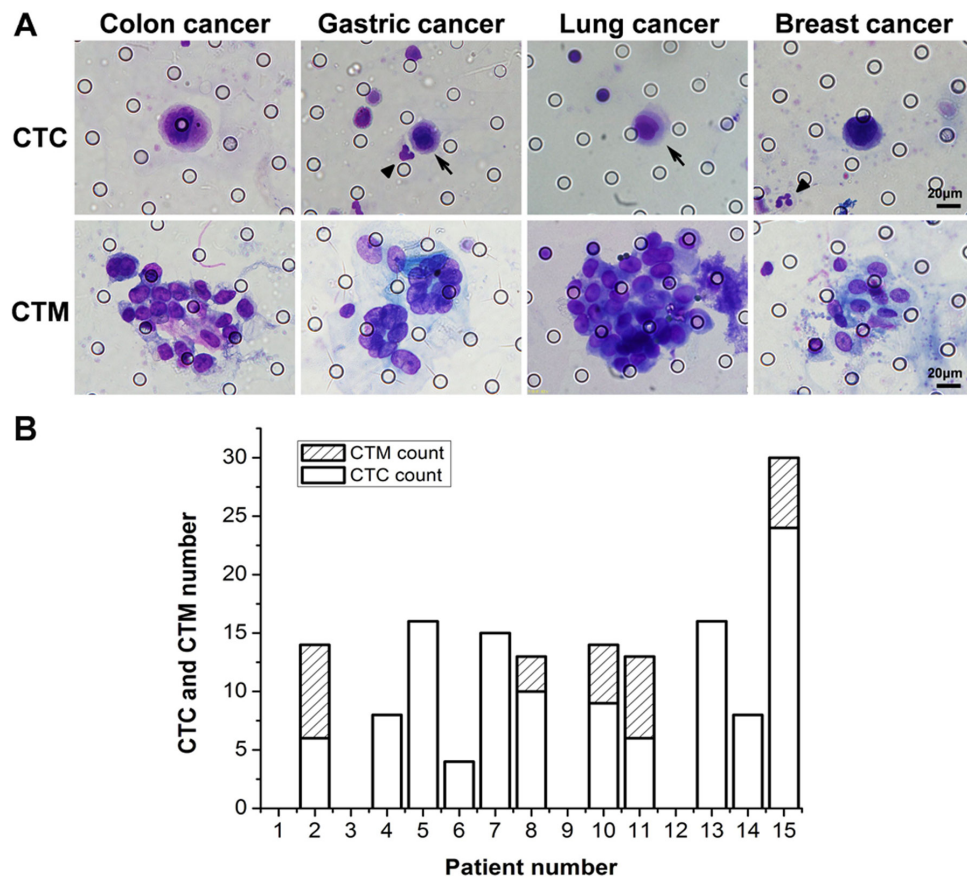 A
Colon cancer
Gastric cancer
Lung cancer
Breast cancer
CTC
20μm
CTM
20μm
B
CTM count
CTC count
CTC and CTM number
30
25
20
15
10
5
0
1 2 3 4 5 6 7 8 9 10 11 12 13 14 15
Patient number